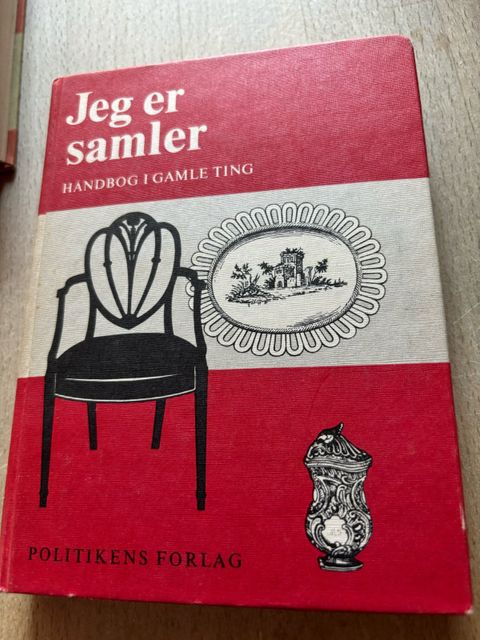 Jeg er
samler
HÅNDBOG I GAMLE TING
POLITIKENS FORLAG